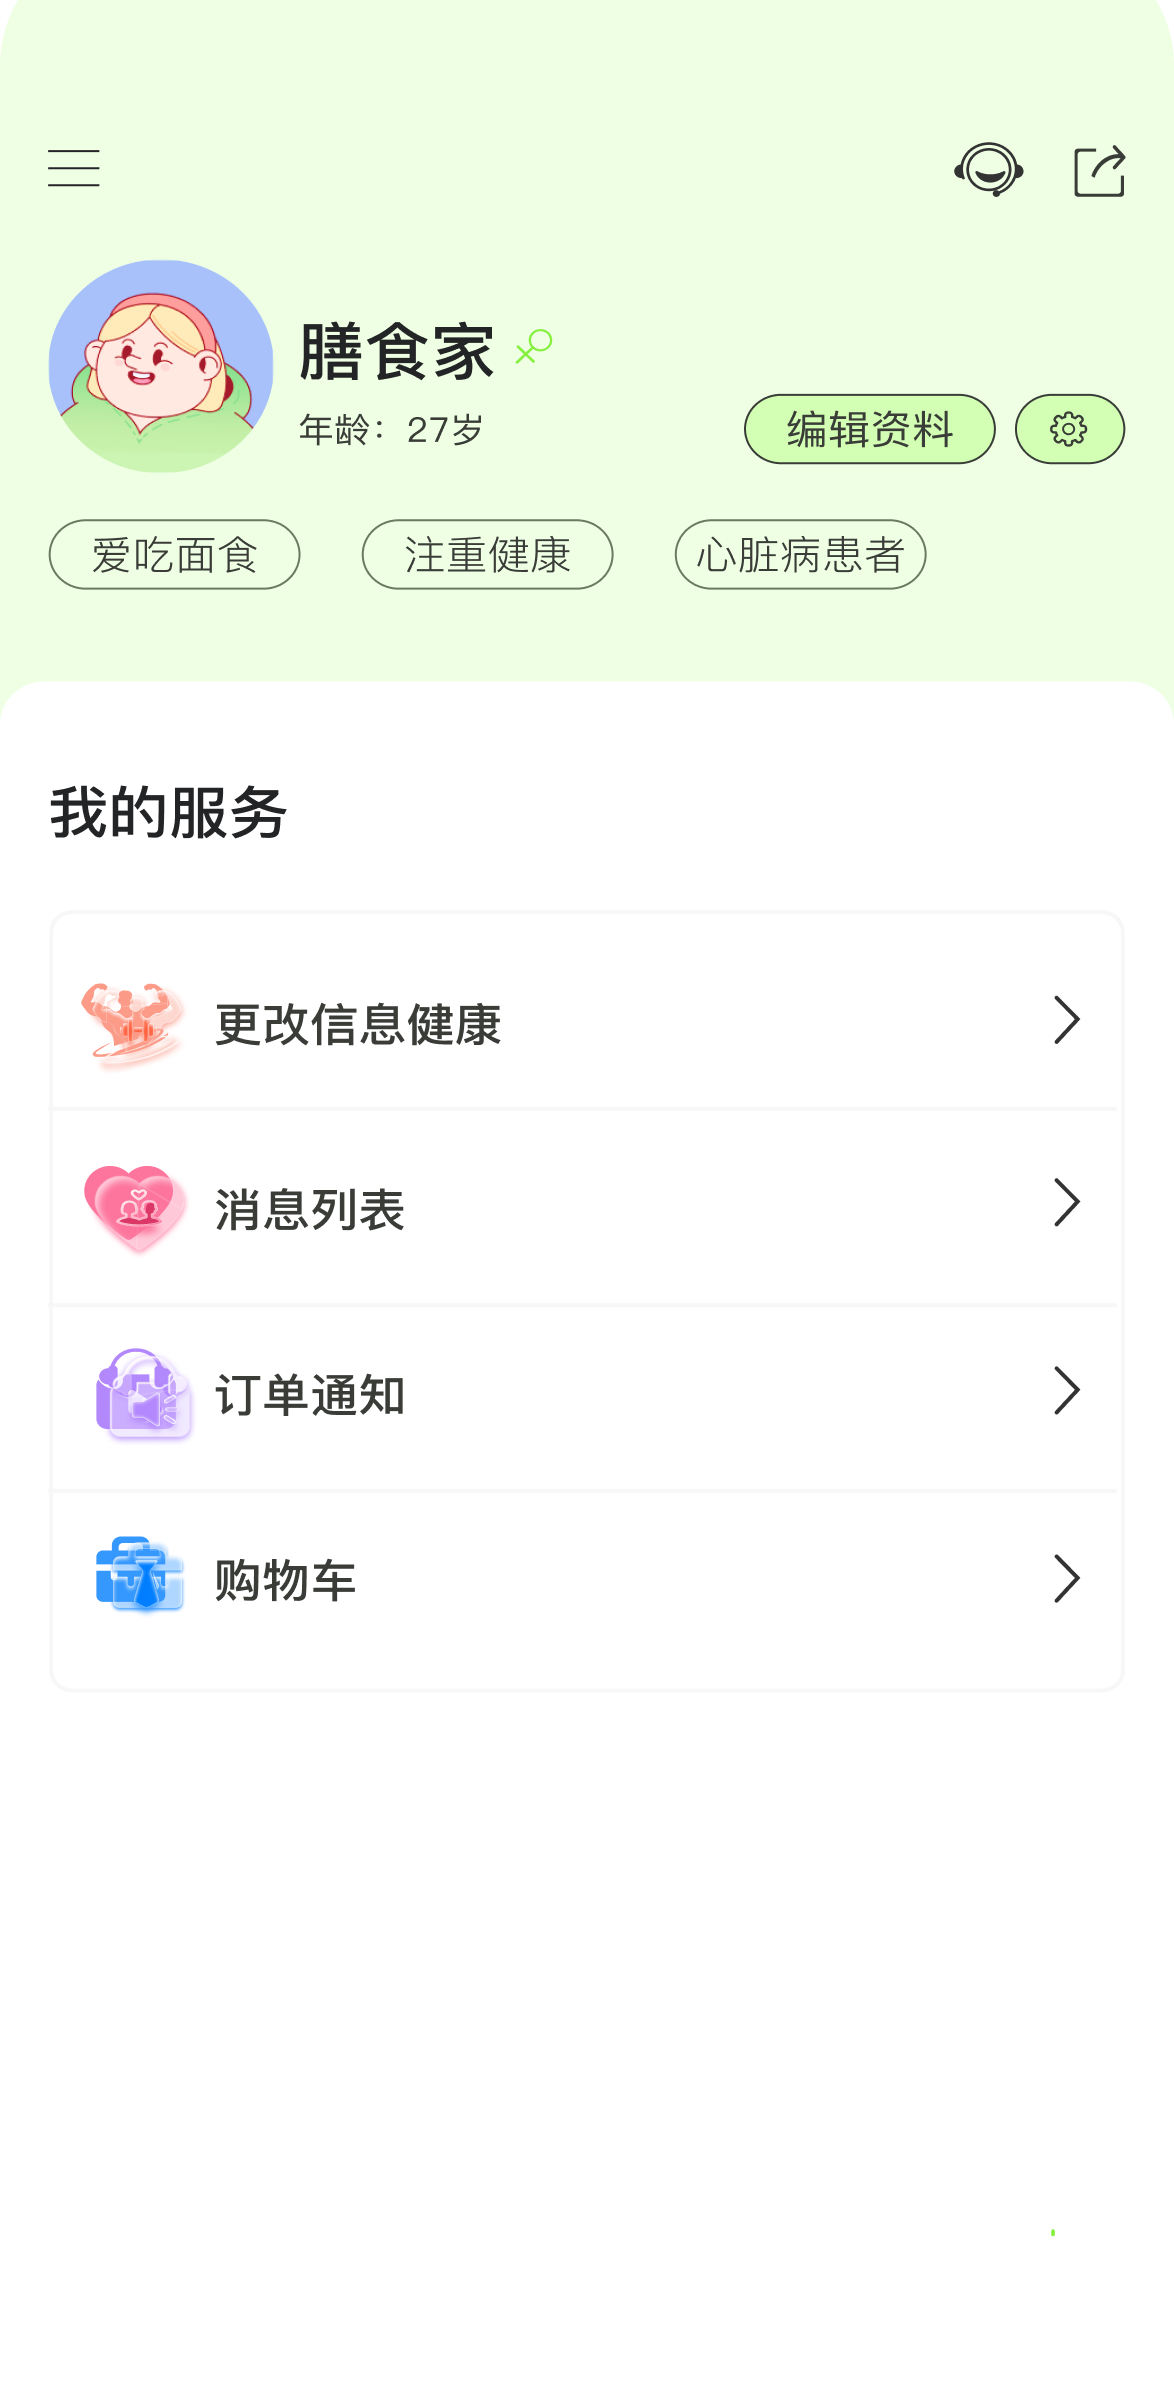 膳食家
年龄：27岁
编辑资料
爱吃面食 注重健康 心脏病患者
我的服务
更改信息健康
消息列表
订单通知
购物车